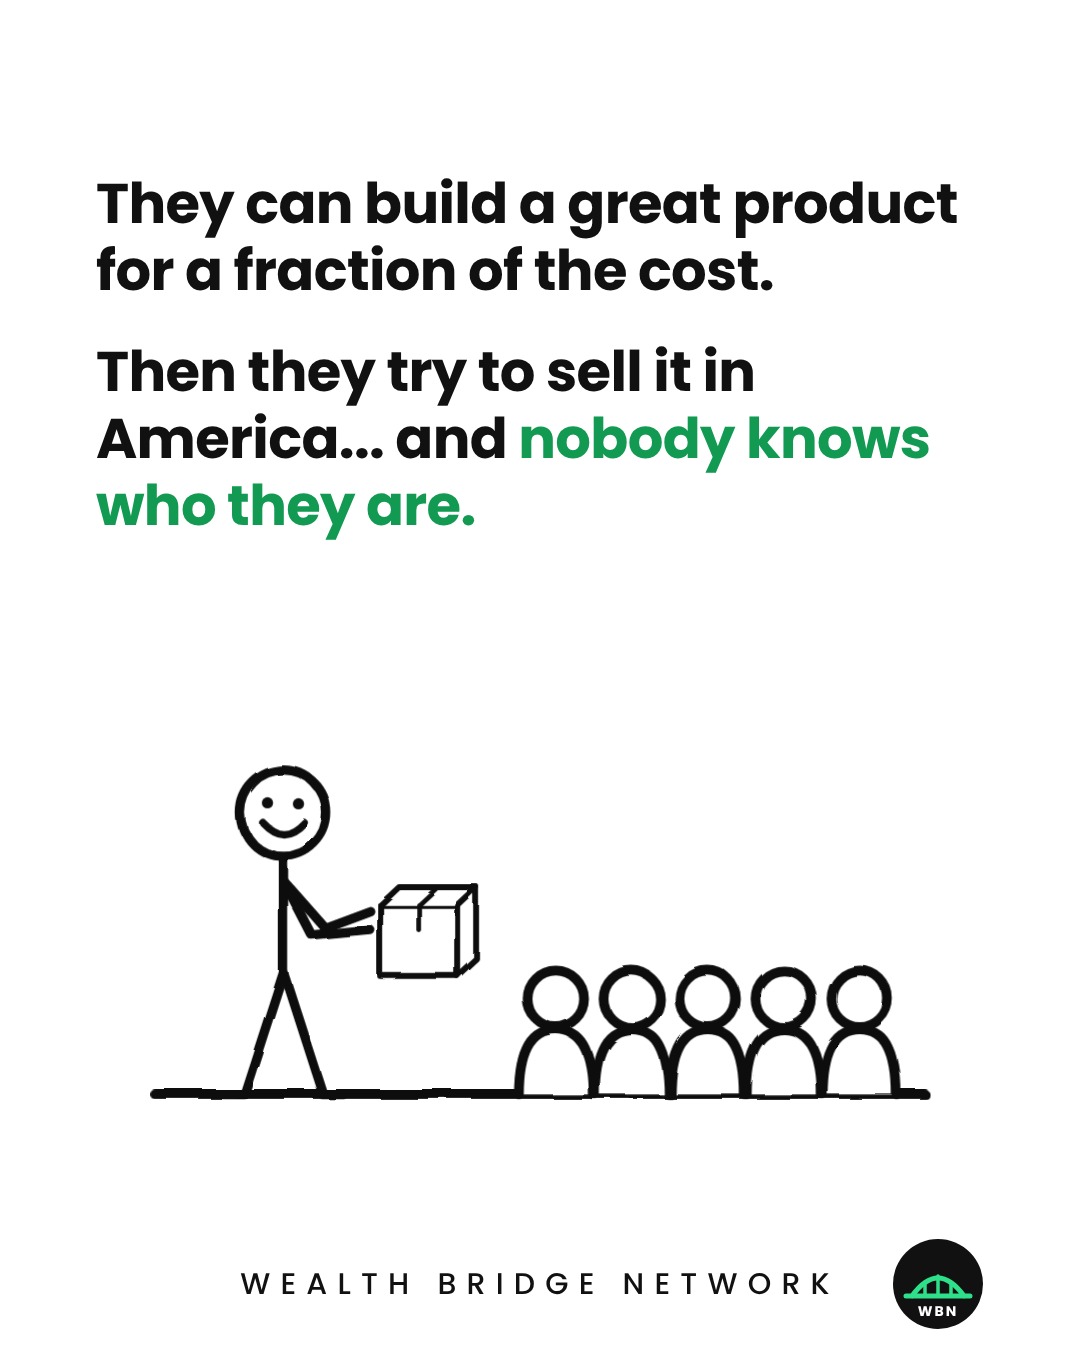 They can build a great product
for a fraction of the cost.
Then they try to sell it in
America... and nobody knows
who they are.
WEALTH BRIDGE NETWORK
WBN